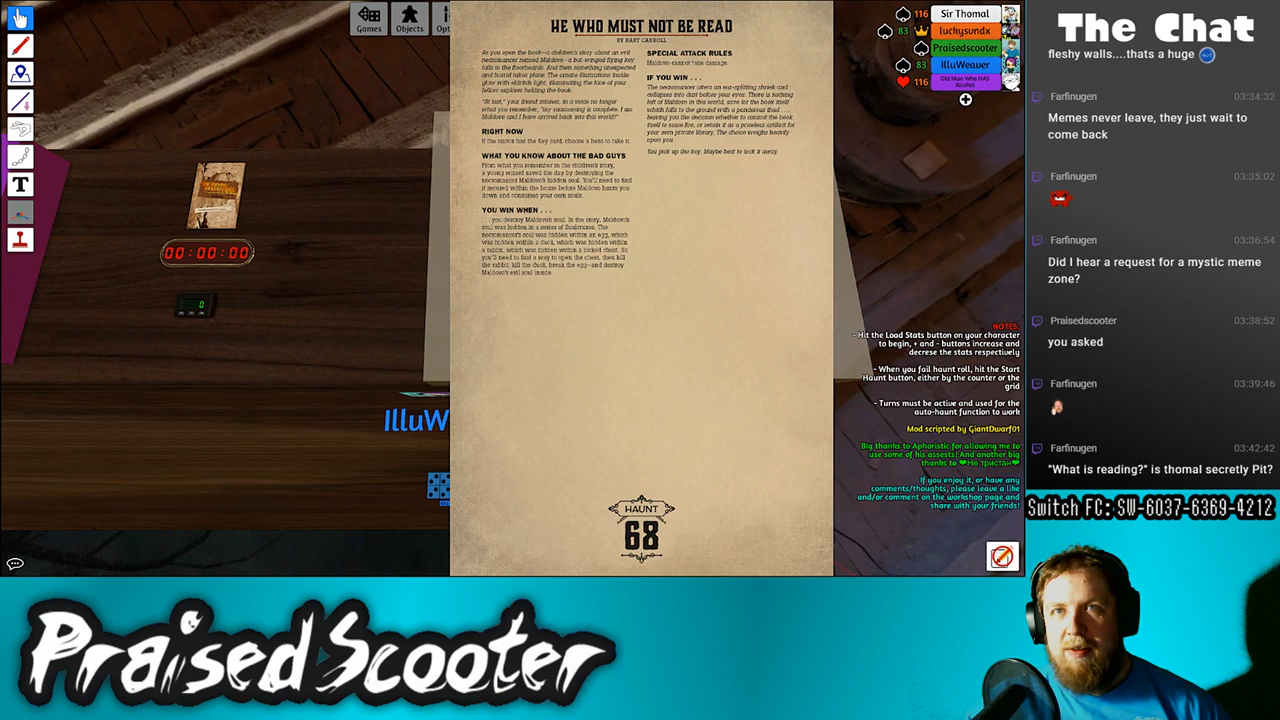 Games
Objects
HE WHO MUST NOT BE READ
BY BART CARROLL
As you open the book—a children's story about an evil
necromancer named Maldovo—a bat-winged flying key
falls to the floorboards. And then something unexpected
and horrid takes place. The ornate illustrations inside
glow with eldritch light, illuminating the face of your
fellow explorer holding the book.
"At last," your friend intones, in a voice no longer
what you remember, "my summoning is complete. I am
Maldovo and I have arrived back into this world!"
RIGHT NOW
If the traitor has the Key card, choose a hero to take it.
WHAT YOU KNOW ABOUT THE BAD GUYS
From what you remember in the children's story,
a young wizard saved the day by destroying the
necromancer Maldovo's hidden soul. You'll need to find
it secured within the house before Maldovo hunts you
down and consumes your own souls.
YOU WIN WHEN . . .
. . . you destroy Maldovo's soul. In the story, Maldovo's
soul was hidden in a series of Soulcruxes. The
necromancer's soul was hidden within an egg, which
was hidden within a duck, which was hidden within
a rabbit, which was hidden within a locked chest. So
you'll need to find a way to open the chest, then kill
the rabbit, kill the duck, break the egg—and destroy
Maldovo's evil soul inside.
SPECIAL ATTACK RULES
Maldovo cannot take damage.
IF YOU WIN . . .
The necromancer utters an ear-splitting shriek and
collapses into dust before your eyes. There is nothing
left of Maldovo in this world, save for the book itself
which falls to the ground with a ponderous thud . . .
leaving you the decision whether to commit the book
itself to some fire, or retain it as a priceless artifact for
your own private library. The choice weighs heavily
upon you.
You pick up the key. Maybe best to lock it away.
HAUNT
68
116 Sir Thomal
83 luckysundx
Praisedscooter
83 IlluWeaver
116 Old Man Who HAS
Alcohol
T
00:00:00
0
IlluW
NOTES:
- Hit the Load Stats button on your character
to begin, + and - buttons increase and
decrese the stats respectively
- When you fail haunt roll, hit the Start
Haunt button, either by the counter or the
grid
- Turns must be active and used for the
auto-haunt function to work
Mod scripted by GiantDwarf01
Big thanks to Aphoristic for allowing me to
use some of his assests! And another big
thanks to ❤Не тристан❤
If you enjoy it, or have any
comments/thoughts, please leave a like
and/or comment on the workshop page and
share with your friends!
The Chat
fleshy walls....thats a huge
Farfinugen 03:34:32
Memes never leave, they just wait to
come back
Farfinugen 03:35:02
Farfinugen 03:36:54
Did I hear a request for a mystic meme
zone?
Praisedscooter 03:38:52
you asked
Farfinugen 03:39:46
Farfinugen 03:42:42
"What is reading?" is thomal secretly Pit?
Switch FC: SW-6037-6369-4212
PraisedScooter